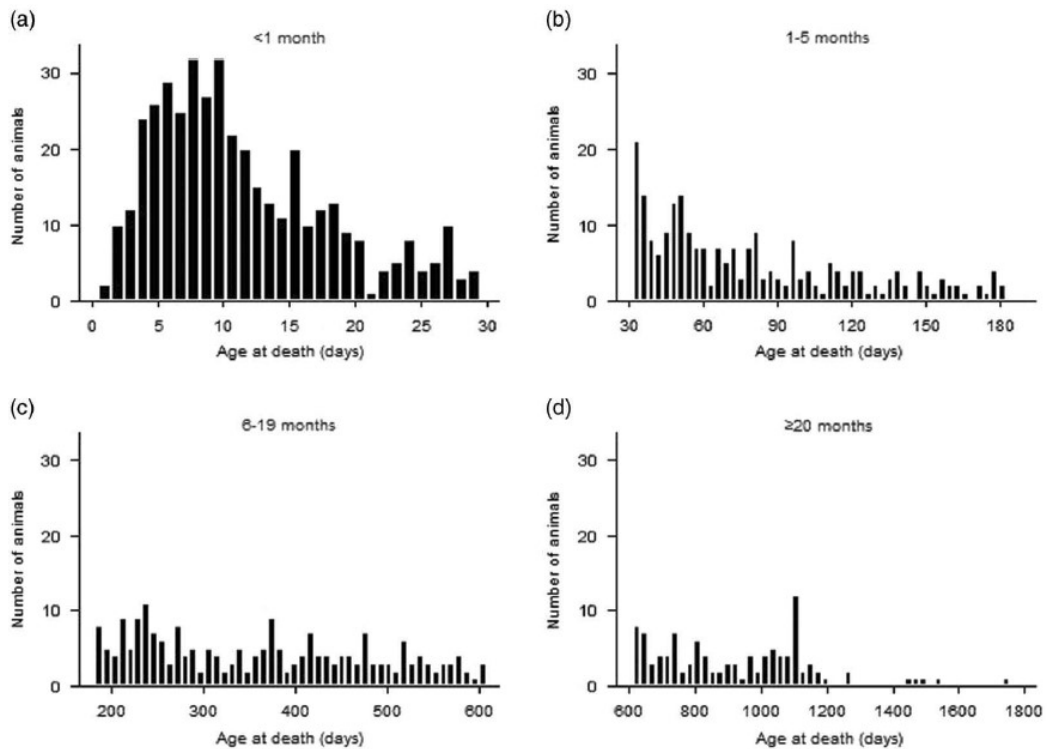 (a)
<1 month
30
20
10
0
Number of animals
0 5 10 15 20 25 30
Age at death (days)
(b)
1-5 months
30
20
10
0
Number of animals
30 60 90 120 150 180
Age at death (days)
(c)
6-19 months
30
20
10
0
Number of animals
200 300 400 500 600
Age at death (days)
(d)
≥20 months
30
20
10
0
Number of animals
600 800 1000 1200 1400 1600 1800
Age at death (days)